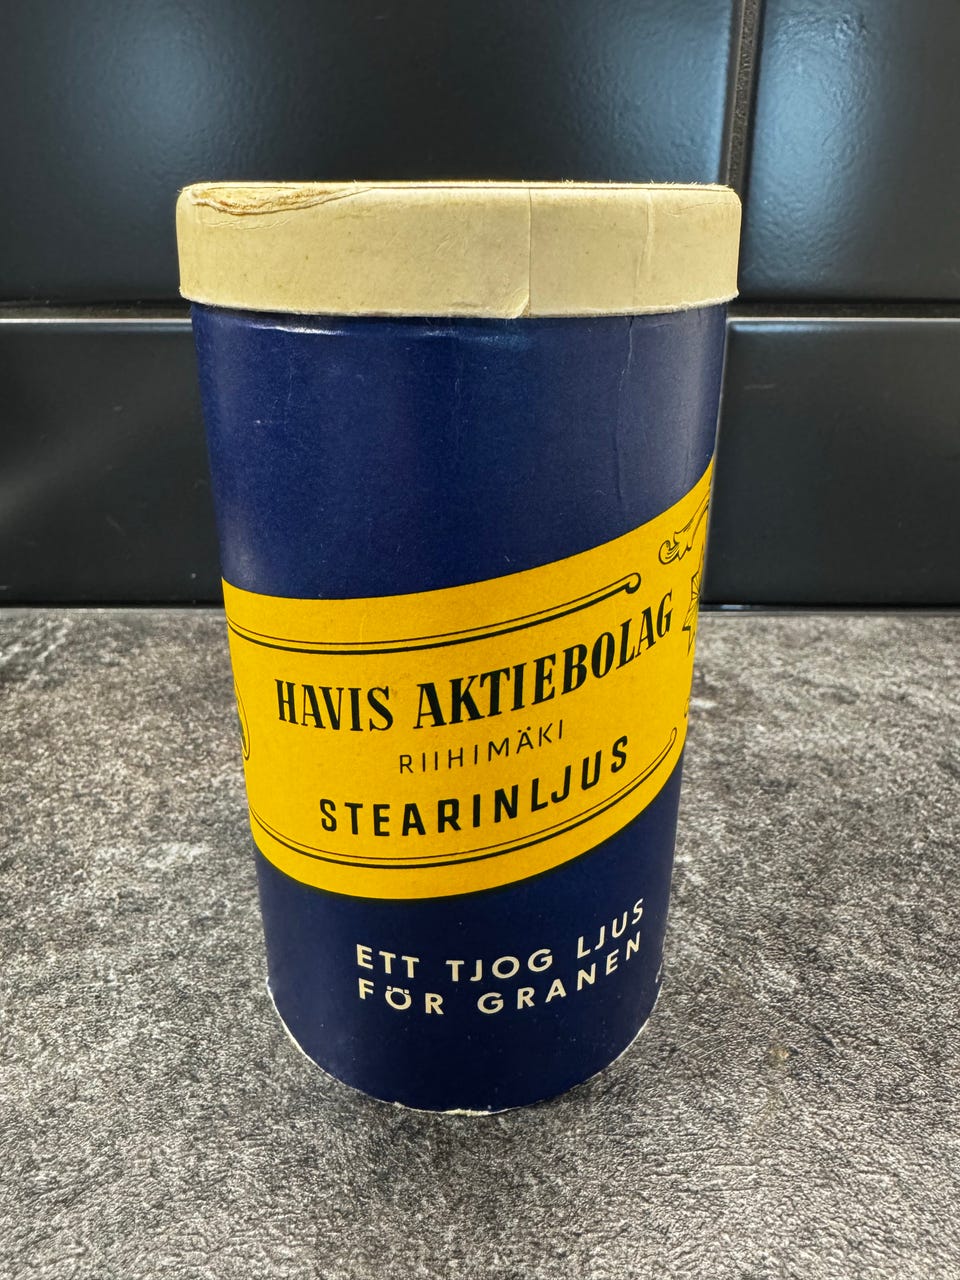 HAVIS AKTIEBOLAG
RIIHIMÄKI
STEARINLJUS
ETT TJOG LJUS
FÖR GRANEN